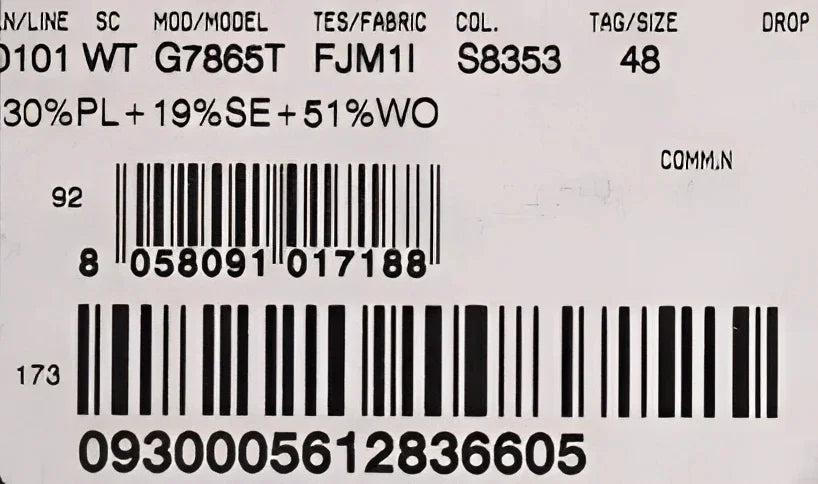 N/LINE SC MOD/MODEL TES/FABRIC COL. TAG/SIZE DROP
0101 WT G7865T FJM1I S8353 48
30%PL+19%SE+51%WO
COMM.N
92
8 058091 017188
173
0930005612836605